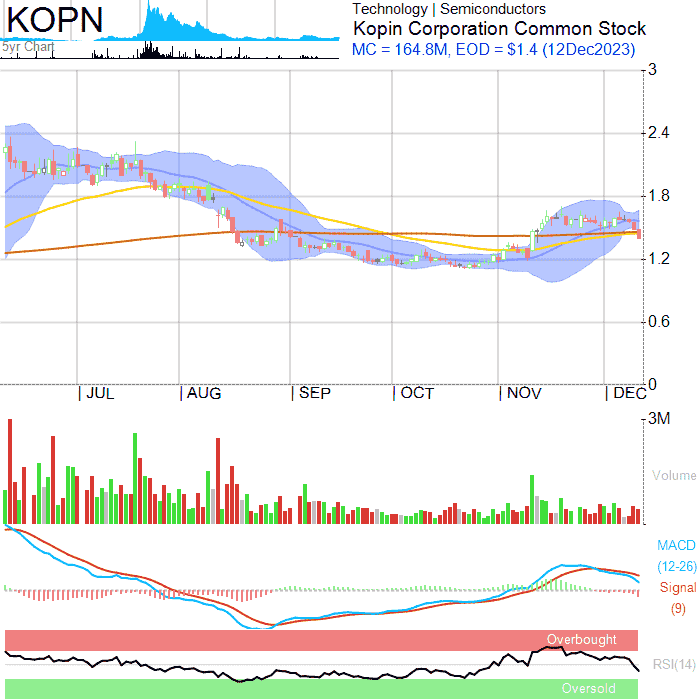 KOPN
5yr Chart
Technology | Semiconductors
Kopin Corporation Common Stock
MC = 164.8M, EOD = $1.4 (12Dec2023)
3
2.4
1.8
1.2
0.6
0
| JUL | AUG | SEP | OCT | NOV | DEC
3M
Volume
MACD
(12-26)
Signal
(9)
Overbought
RSI(14)
Oversold